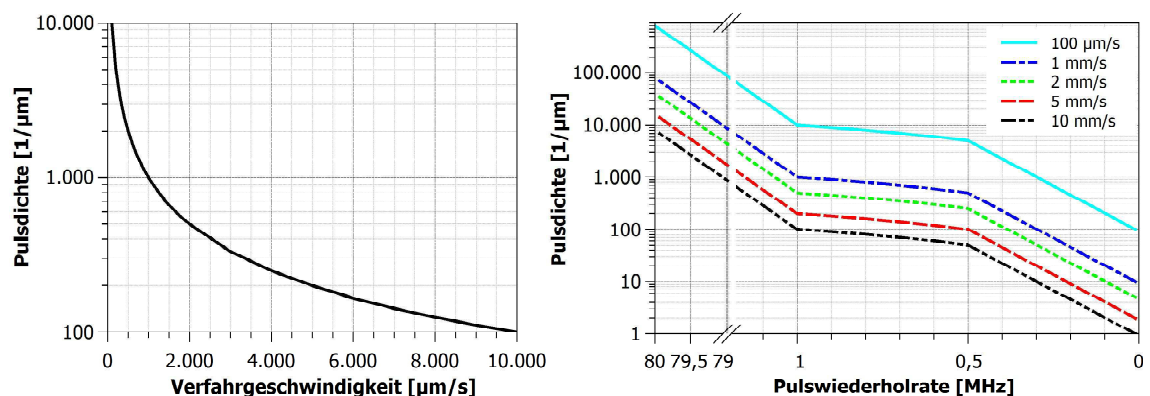 10.000
1.000
100
Pulsdichte [1/µm]
0 2.000 4.000 6.000 8.000 10.000
Verfahrgeschwindigkeit [µm/s]
100.000
10.000
1.000
100
10
1
Pulsdichte [1/µm]
100 µm/s
1 mm/s
2 mm/s
5 mm/s
10 mm/s
80 79,5 79 1 0,5 0
Pulswiederholrate [MHz]